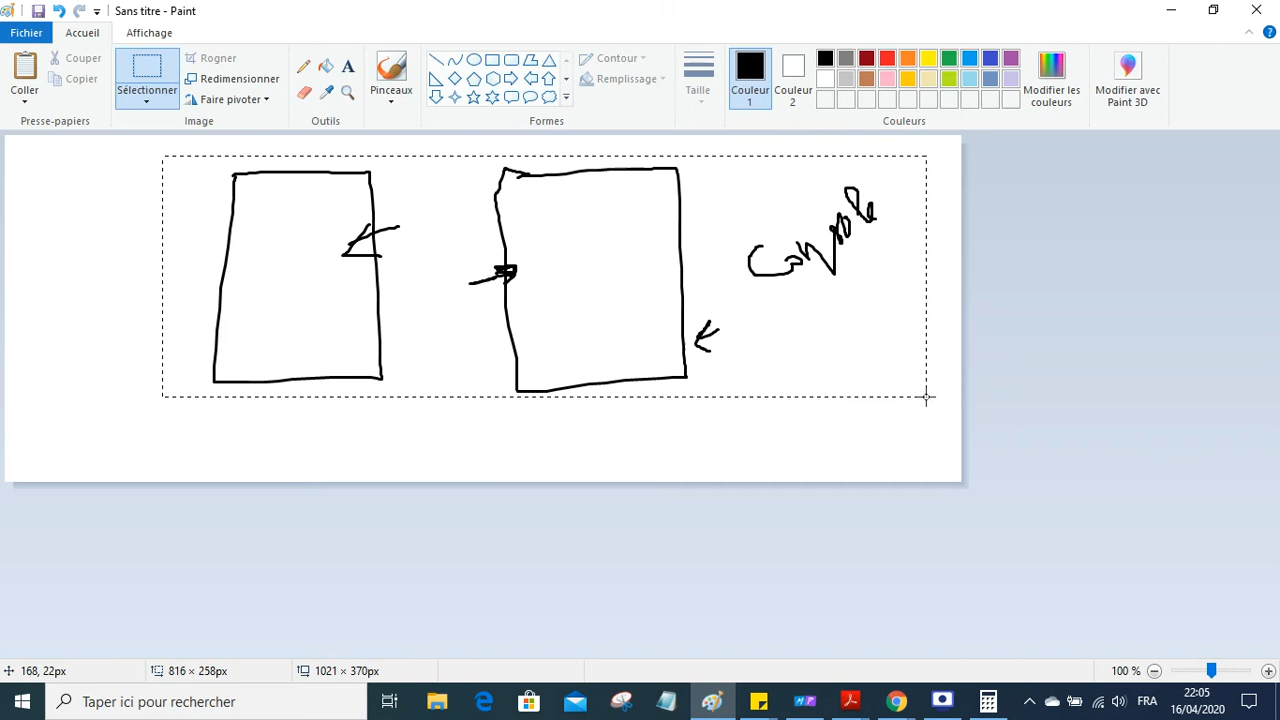 Sans titre - Paint
Fichier
Accueil
Affichage
Coller
Couper
Copier
Presse-papiers
Sélectionner
Rogner
Redimensionner
Faire pivoter
Image
A
Outils
Pinceaux
Contour
Remplissage
Formes
Taille
Couleur 1
Couleur 2
Modifier les couleurs
Couleurs
Modifier avec Paint 3D
168, 22px
816 × 258px
1021 × 370px
100 %
Taper ici pour rechercher
FRA
22:05
16/04/2020